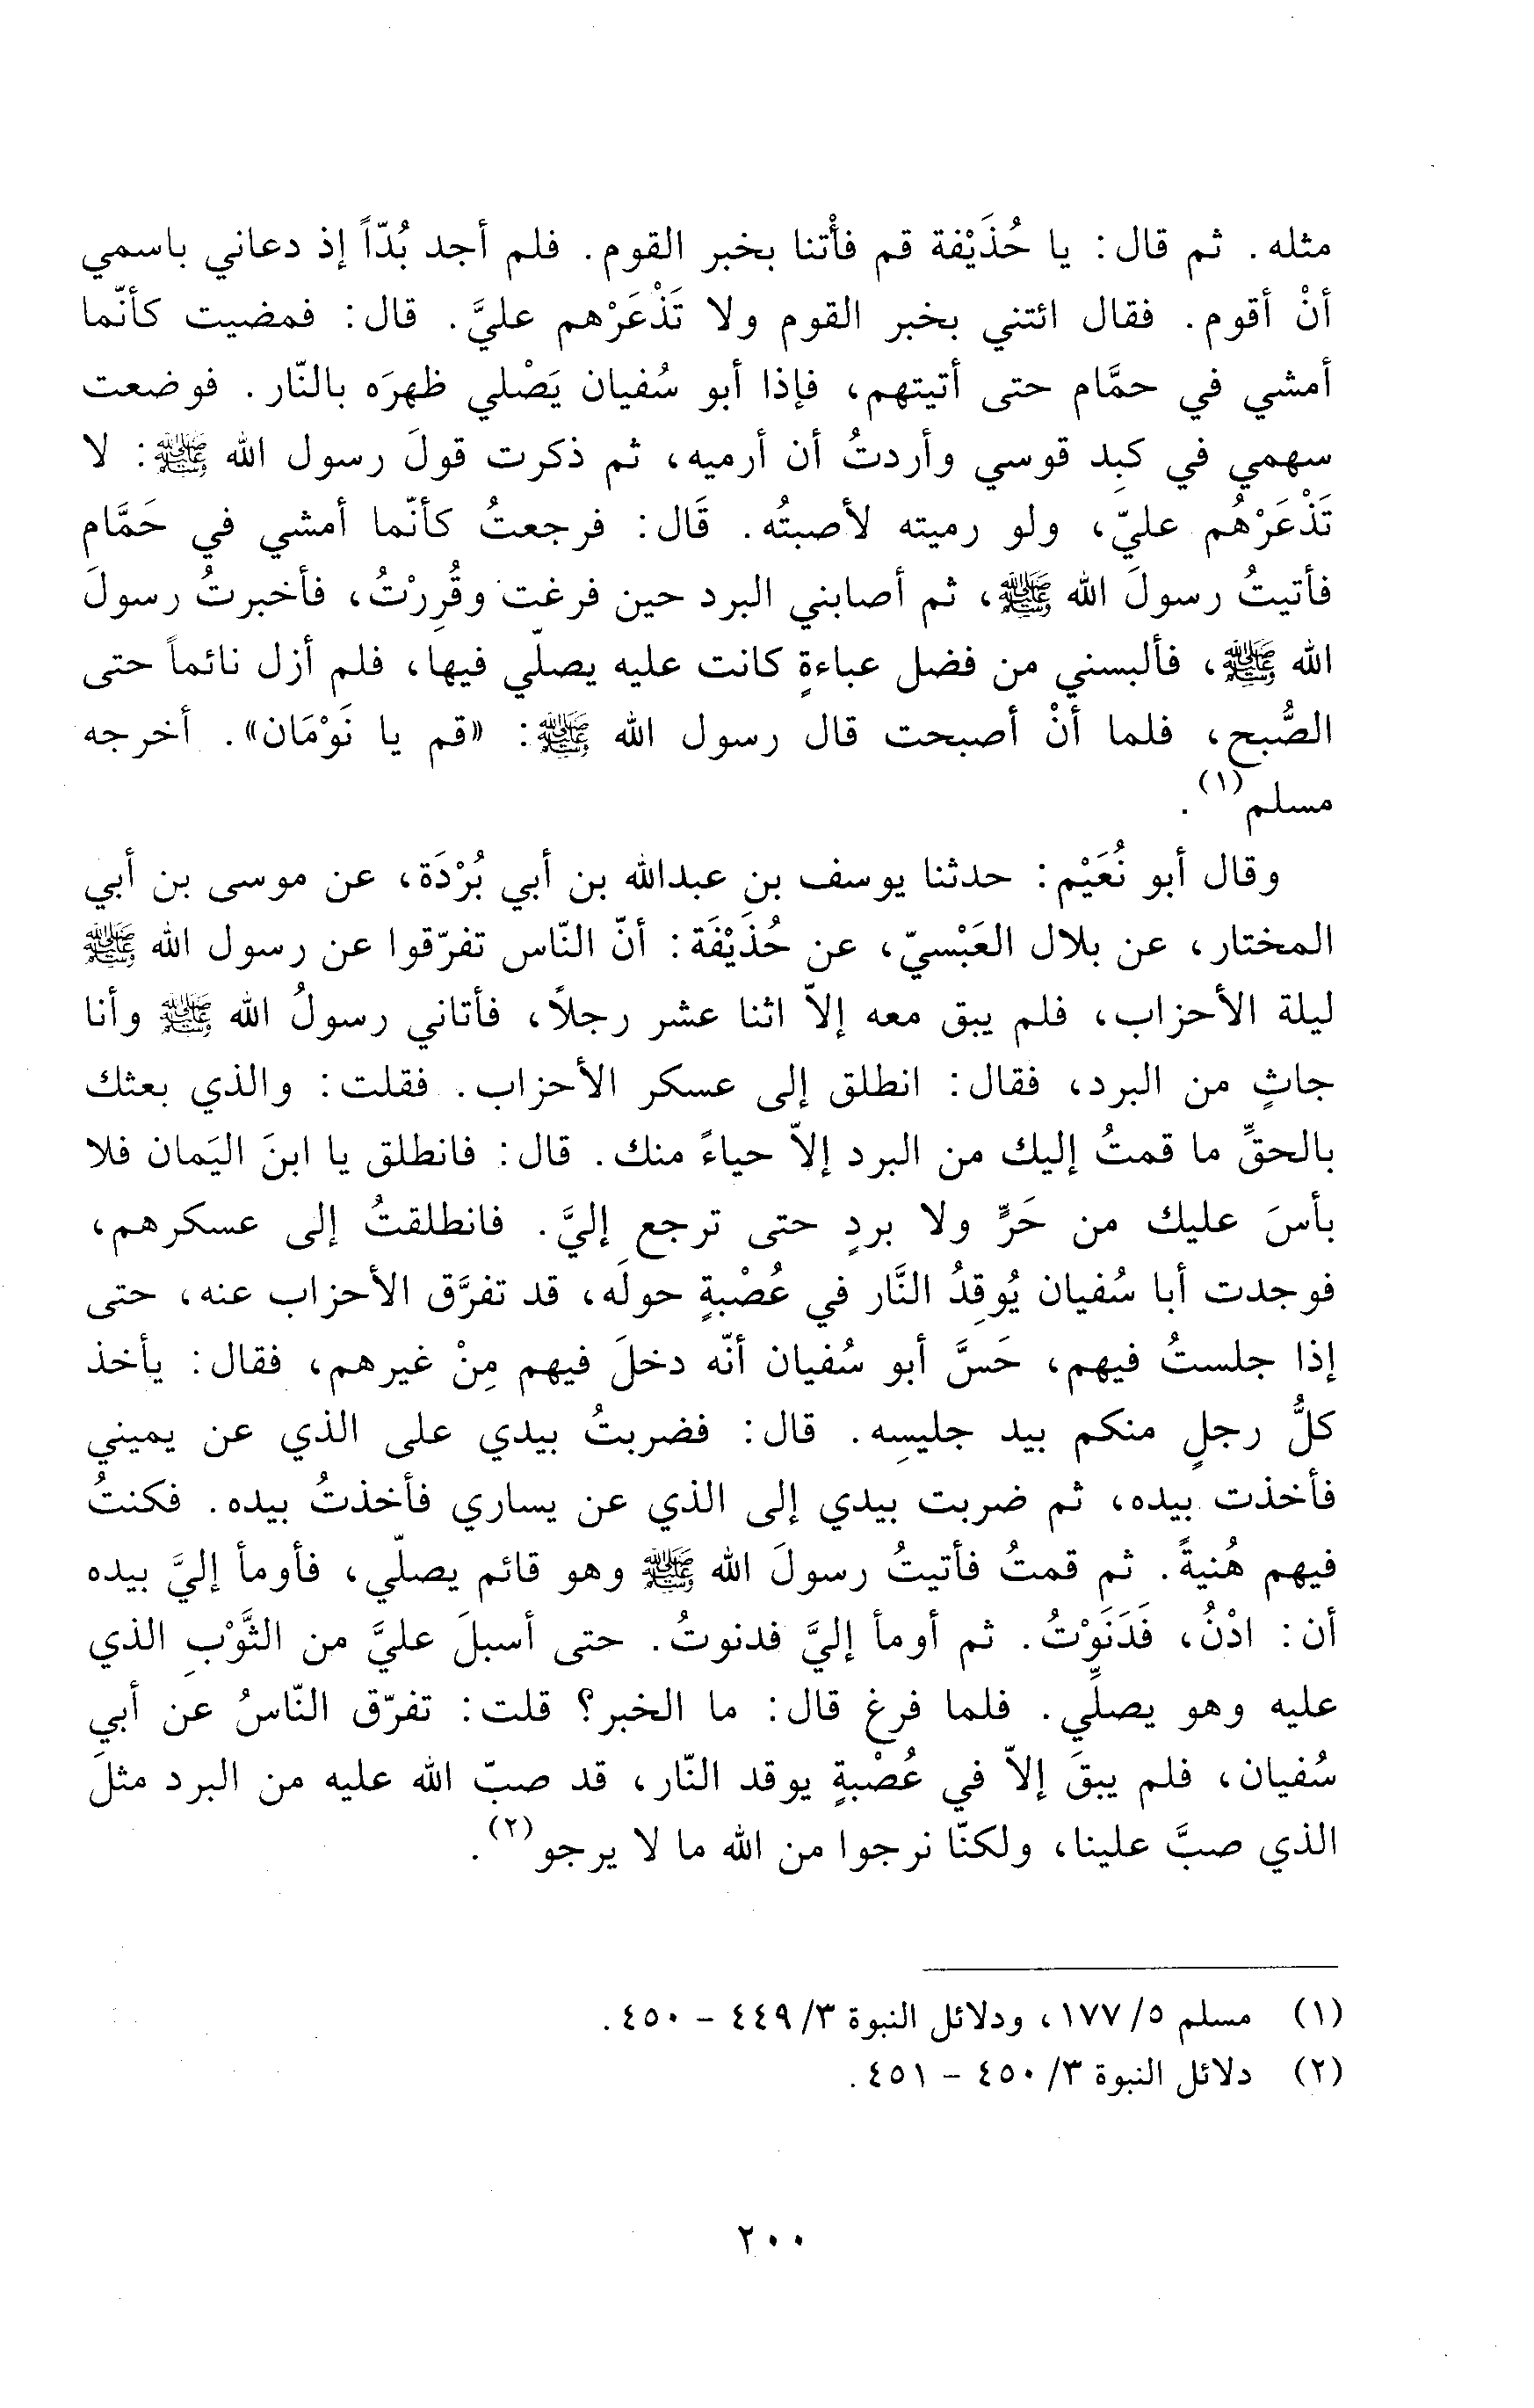 مثله. ثم قال: يا حُذَيْفة قم فأْتنا بخبر القوم. فلم أجد بُدّاً إذ دعاني باسمي
أنْ أقوم. فقال ائتني بخبر القوم ولا تَذْعَرْهم عليَّ. قال: فمضيت كأنّما
أمشي في حمَّام حتى أتيتهم، فإذا أبو سُفيان يَصْلي ظهرَه بالنّار. فوضعت
سهمي في كبِد قوسي وأردتُ أن أرميه، ثم ذكرت قولَ رسول الله ﷺ: لا
تَذْعَرْهُم عليّ، ولو رميته لأصبتُه. قَال: فرجعتُ كأنّما أمشي في حَمَّامٍ
فأتيتُ رسولَ الله ﷺ، ثم أصابني البرد حين فرغت وقُرِرْتُ، فأخبرتُ رسولَ
الله ﷺ، فألبسني من فضل عباءةٍ كانت عليه يصلّي فيها، فلم أزل نائماً حتى
الصُّبح، فلما أنْ أصبحت قال رسول الله ﷺ: «قم يا نَوْمَان». أخرجه
مسلم(١).
وقال أبو نُعَيْم: حدثنا يوسف بن عبدالله بن أبي بُرْدَة، عن موسى بن أبي
المختار، عن بلال العَبْسيّ، عن حُذَيْفَة: أنّ النّاس تفرّقوا عن رسول الله ﷺ
ليلة الأحزاب، فلم يبق معه إلاّ اثنا عشر رجلاً، فأتاني رسولُ الله ﷺ وأنا
جاثٍ من البرد، فقال: انطلق إلى عسكر الأحزاب. فقلت: والذي بعثك
بالحقِّ ما قمتُ إليك من البرد إلاّ حياءً منك. قال: فانطلق يا ابنَ اليَمان فلا
بأسَ عليك من حَرٍّ ولا بردٍ حتى ترجع إليَّ. فانطلقتُ إلى عسكرهم،
فوجدت أبا سُفيان يُوقِدُ النَّار في عُصْبةٍ حولَه، قد تفرَّق الأحزاب عنه، حتى
إذا جلستُ فيهم، حَسَّ أبو سُفيان أنّه دخلَ فيهم مِنْ غيرهم، فقال: يأخذ
كلُّ رجلٍ منكم بيد جليسِه. قال: فضربتُ بيدي على الذي عن يميني
فأخذت بيده، ثم ضربت بيدي إلى الذي عن يساري فأخذتُ بيده. فكنتُ
فيهم هُنيةً. ثم قمتُ فأتيتُ رسولَ الله ﷺ وهو قائم يصلّي، فأومأ إليَّ بيده
أن: ادْنُ، فَدَنَوْتُ. ثم أومأ إليَّ فدنوتُ. حتى أسبلَ عليَّ من الثَّوْبِ الذي
عليه وهو يصلِّي. فلما فرغ قال: ما الخبر؟ قلت: تفرّق النّاسُ عن أبي
سُفيان، فلم يبقَ إلاّ في عُصْبةٍ يوقد النّار، قد صبّ الله عليه من البرد مثلَ
الذي صبَّ علينا، ولكنّا نرجوا من الله ما لا يرجو(٢).
(١) مسلم ٥/ ١٧٧، ودلائل النبوة ٣/ ٤٤٩ - ٤٥٠.
(٢) دلائل النبوة ٣/ ٤٥٠ - ٤٥١.
٢٠٠